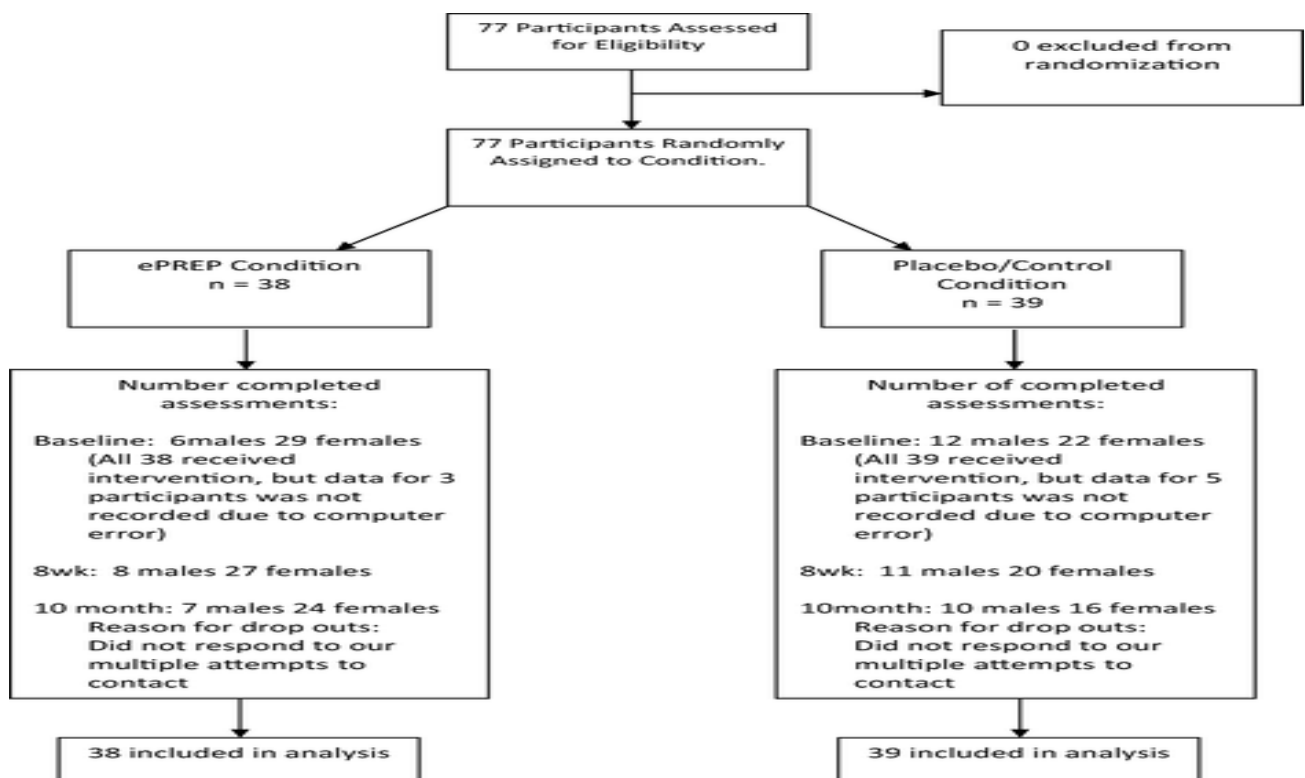 77 Participants Assessed
for Eligibility
0 excluded from
randomization
77 Participants Randomly
Assigned to Condition.
ePREP Condition
n = 38
Placebo/Control
Condition
n = 39
Number completed
assessments:
Baseline: 6males 29 females
(All 38 received
intervention, but data for 3
participants was not
recorded due to computer
error)
8wk: 8 males 27 females
10 month: 7 males 24 females
Reason for drop outs:
Did not respond to our
multiple attempts to
contact
Number of completed
assessments:
Baseline: 12 males 22 females
(All 39 received
intervention, but data for 5
participants was not
recorded due to computer
error)
8wk: 11 males 20 females
10month: 10 males 16 females
Reason for drop outs:
Did not respond to our
multiple attempts to
contact
38 included in analysis
39 included in analysis